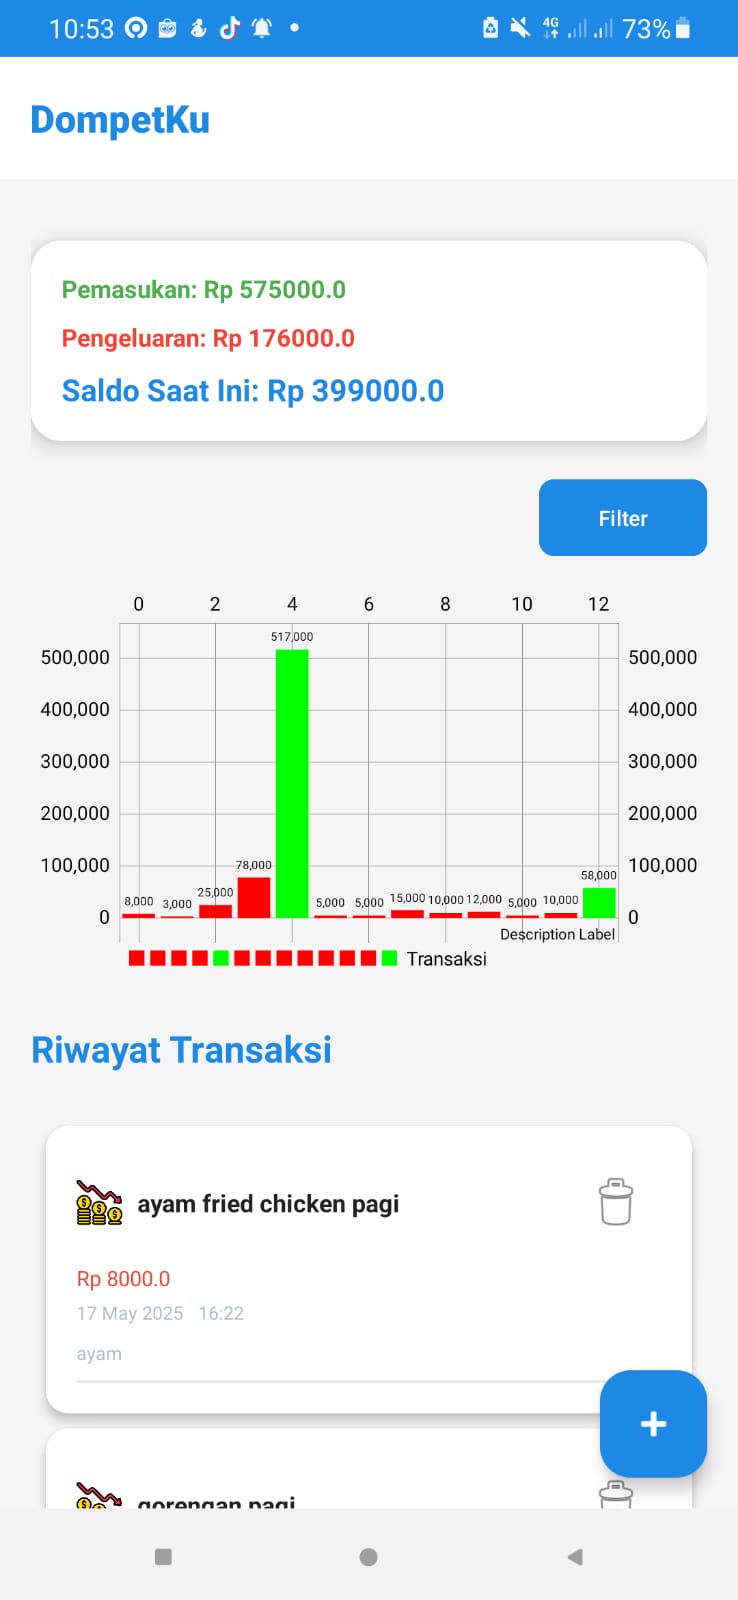 10:53 4G 73%
DompetKu
Pemasukan: Rp 575000.0
Pengeluaran: Rp 176000.0
Saldo Saat Ini: Rp 399000.0
Filter
0 2 4 6 8 10 12
517,000
500,000 500,000
400,000 400,000
300,000 300,000
200,000 200,000
100,000 78,000 58,000 100,000
8,000 3,000 25,000 5,000 5,000 15,000 10,000 12,000 5,000 10,000
0 0
Description Label
Transaksi
Riwayat Transaksi
ayam fried chicken pagi
Rp 8000.0
17 May 2025 16:22
ayam
+
gorengan pagi